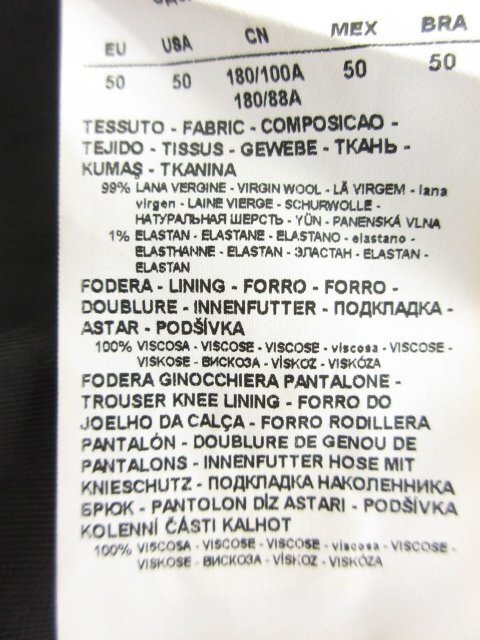 EU USA CN MEX BRA
50 50 180/100A 50 50
180/88A
TESSUTO - FABRIC - COMPOSICAO -
TEJIDO - TISSUS - GEWEBE - ТКАНЬ -
KUMAŞ - TKANINA
99% LANA VERGINE - VIRGIN WOOL - LÃ VIRGEM - lana
virgen - LAINE VIERGE - SCHURWOLLE -
НАТУРАЛЬНАЯ ШЕРСТЬ - YÜN - PANENSKÁ VLNA
1% ELASTAN - ELASTANE - ELASTANO - elastano -
ELASTHANNE - ELASTAN - ЭЛАСТАН - ELASTAN -
ELASTAN
FODERA - LINING - FORRO - FORRO -
DOUBLURE - INNENFUTTER - ПОДКЛАДКА -
ASTAR - PODŠÍVKA
100% VISCOSA - VISCOSE - VISCOSE - viscosa - VISCOSE -
VISKOSE - ВИСКОЗА - VİSKOZ - VISKÓZA
FODERA GINOCCHIERA PANTALONE -
TROUSER KNEE LINING - FORRO DO
JOELHO DA CALÇA - FORRO RODILLERA
PANTALÓN - DOUBLURE DE GENOU DE
PANTALONS - INNENFUTTER HOSE MIT
KNIESCHUTZ - ПОДКЛАДКА НАКОЛЕННИКА
БРЮК - PANTOLON DİZ ASTARI - PODŠÍVKA
KOLENNÍ ČÁSTI KALHOT
100% VISCOSA - VISCOSE - VISCOSE - viscosa - VISCOSE -
VISKOSE - ВИСКОЗА - VİSKOZ - VISKÓZA